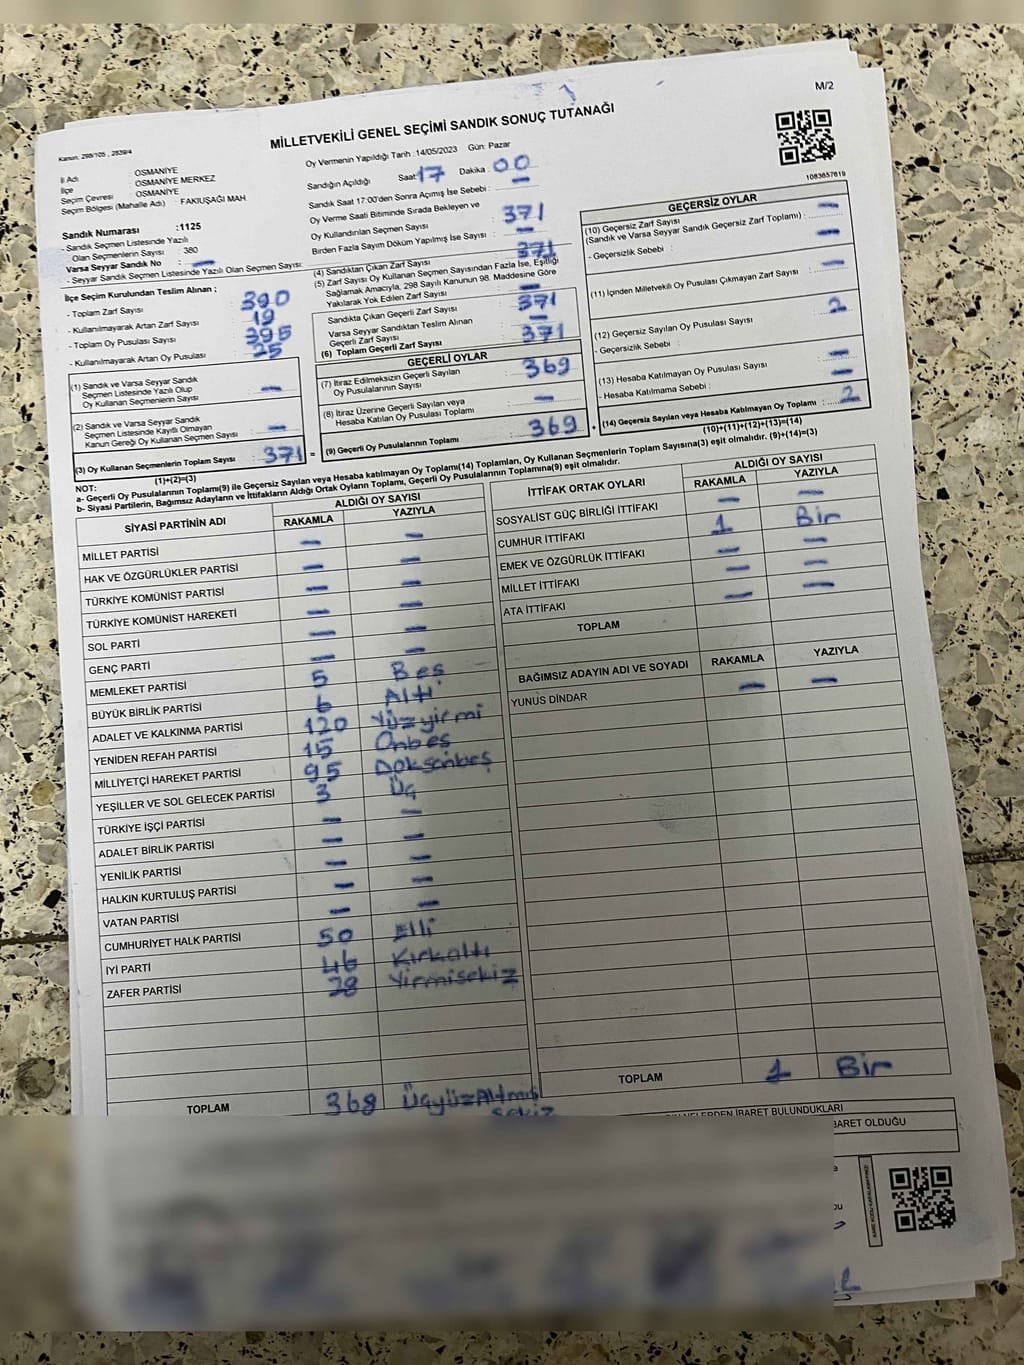 M/2
MİLLETVEKİLİ GENEL SEÇİMİ SANDIK SONUÇ TUTANAĞI
Kanun: 298/105 , 2839/4
Oy Vermenin Yapıldığı Tarih :14/05/2023 Gün: Pazar
1083657619
İl Adı : OSMANİYE
İlçe : OSMANİYE MERKEZ
Seçim Çevresi : OSMANİYE
Seçim Bölgesi (Mahalle Adı) : FAKIUŞAĞI MAH.
Sandık Numarası :1125
- Sandık Seçmen Listesinde Yazılı
Olan Seçmenlerin Sayısı : 380
Varsa Seyyar Sandık No : —
- Seyyar Sandık Seçmen Listesinde Yazılı Olan Seçmen Sayısı:
İlçe Seçim Kurulundan Teslim Alınan ;
- Toplam Zarf Sayısı : 390
- Kullanılmayarak Artan Zarf Sayısı : 19
- Toplam Oy Pusulası Sayısı : 395
- Kullanılmayarak Artan Oy Pusulası : 25
(1) Sandık ve Varsa Seyyar Sandık
Seçmen Listesinde Yazılı Olup
Oy Kullanan Seçmenlerin Sayısı : —
(2) Sandık ve Varsa Seyyar Sandık
Seçmen Listesinde Kayıtlı Olmayan
Kanun Gereği Oy Kullanan Seçmen Sayısı : —
(3) Oy Kullanan Seçmenlerin Toplam Sayısı : 371
(1)+(2)=(3)
Sandığın Açıldığı Saat: 17 Dakika : 00
Sandık Saat 17:00'den Sonra Açımış İse Sebebi : —
Oy Verme Saati Bitiminde Sırada Bekleyen ve
Oy Kullandırılan Seçmen Sayısı : 371
Birden Fazla Sayım Döküm Yapılmış İse Sayısı : —
(4) Sandıktan Çıkan Zarf Sayısı : 371
(5) Zarf Sayısı Oy Kullanan Seçmen Sayısından Fazla İse, Eşitliği
Sağlamak Amacıyla, 298 Sayılı Kanunun 98. Maddesine Göre
Yakılarak Yok Edilen Zarf Sayısı : —
Sandıkta Çıkan Geçerli Zarf Sayısı : 371
Varsa Seyyar Sandıktan Teslim Alınan
Geçerli Zarf Sayısı : —
(6) Toplam Geçerli Zarf Sayısı : 371
GEÇERLİ OYLAR
(7) İtiraz Edilmeksizin Geçerli Sayılan
Oy Pusulalarının Sayısı : 369
(8) İtiraz Üzerine Geçerli Sayılan veya
Hesaba Katılan Oy Pusulası Toplamı : —
= (9) Geçerli Oy Pusulalarının Toplamı : 369
GEÇERSİZ OYLAR
(10) Geçersiz Zarf Sayısı
(Sandık ve Varsa Seyyar Sandık Geçersiz Zarf Toplamı) : —
- Geçersiz Sebebi : —
(11) İçinden Milletvekili Oy Pusulası Çıkmayan Zarf Sayısı : —
(12) Geçersiz Sayılan Oy Pusulası Sayısı : 2
- Geçersizlik Sebebi :
(13) Hesaba Katılmayan Oy Pusulası Sayısı : —
- Hesaba Katılmama Sebebi : —
+ (14) Geçersiz Sayılan veya Hesaba Katılmayan Oy Toplamı : 2
(10)+(11)+(12)+(13)=(14)
NOT:
a- Geçerli Oy Pusulalarının Toplamı(9) ile Geçersiz Sayılan veya Hesaba katılmayan Oy Toplamı(14) Toplamları, Oy Kullanan Seçmenlerin Toplam Sayısına(3) eşit olmalıdır. (9)+(14)=(3)
b- Siyasi Partilerin, Bağımsız Adayların ve İttifakların Aldığı Ortak Oyların Toplamı, Geçerli Oy Pusulalarının Toplamına(9) eşit olmalıdır.
SİYASİ PARTİNİN ADI ALDIĞI OY SAYISI
RAKAMLA YAZIYLA
MİLLET PARTİSİ — —
HAK VE ÖZGÜRLÜKLER PARTİSİ — —
TÜRKİYE KOMÜNİST PARTİSİ — —
TÜRKİYE KOMÜNİST HAREKETİ — —
SOL PARTİ — —
GENÇ PARTİ — —
MEMLEKET PARTİSİ 5 Beş
BÜYÜK BİRLİK PARTİSİ 6 Altı
ADALET VE KALKINMA PARTİSİ 120 Yüzyirmi
YENİDEN REFAH PARTİSİ 15 Onbeş
MİLLİYETÇİ HAREKET PARTİSİ 95 Doksanbeş
YEŞİLLER VE SOL GELECEK PARTİSİ 3 Üç
TÜRKİYE İŞÇİ PARTİSİ — —
ADALET BİRLİK PARTİSİ — —
YENİLİK PARTİSİ — —
HALKIN KURTULUŞ PARTİSİ — —
VATAN PARTİSİ — —
CUMHURİYET HALK PARTİSİ 50 Elli
İYİ PARTİ 46 Kırkaltı
ZAFER PARTİSİ 28 Yirmisekiz
TOPLAM 368 ÜçyüzAltmış
sekiz
İTTİFAK ORTAK OYLARI ALDIĞI OY SAYISI
RAKAMLA YAZIYLA
SOSYALİST GÜÇ BİRLİĞİ İTTİFAKI — —
CUMHUR İTTİFAKI 1 Bir
EMEK VE ÖZGÜRLÜK İTTİFAKI — —
MİLLET İTTİFAKI — —
ATA İTTİFAKI — —
TOPLAM
BAĞIMSIZ ADAYIN ADI VE SOYADI RAKAMLA YAZIYLA
YUNUS DİNDAR — —
TOPLAM 1 Bir
NELERDEN İBARET BULUNDUKLARI
BARET OLDUĞU